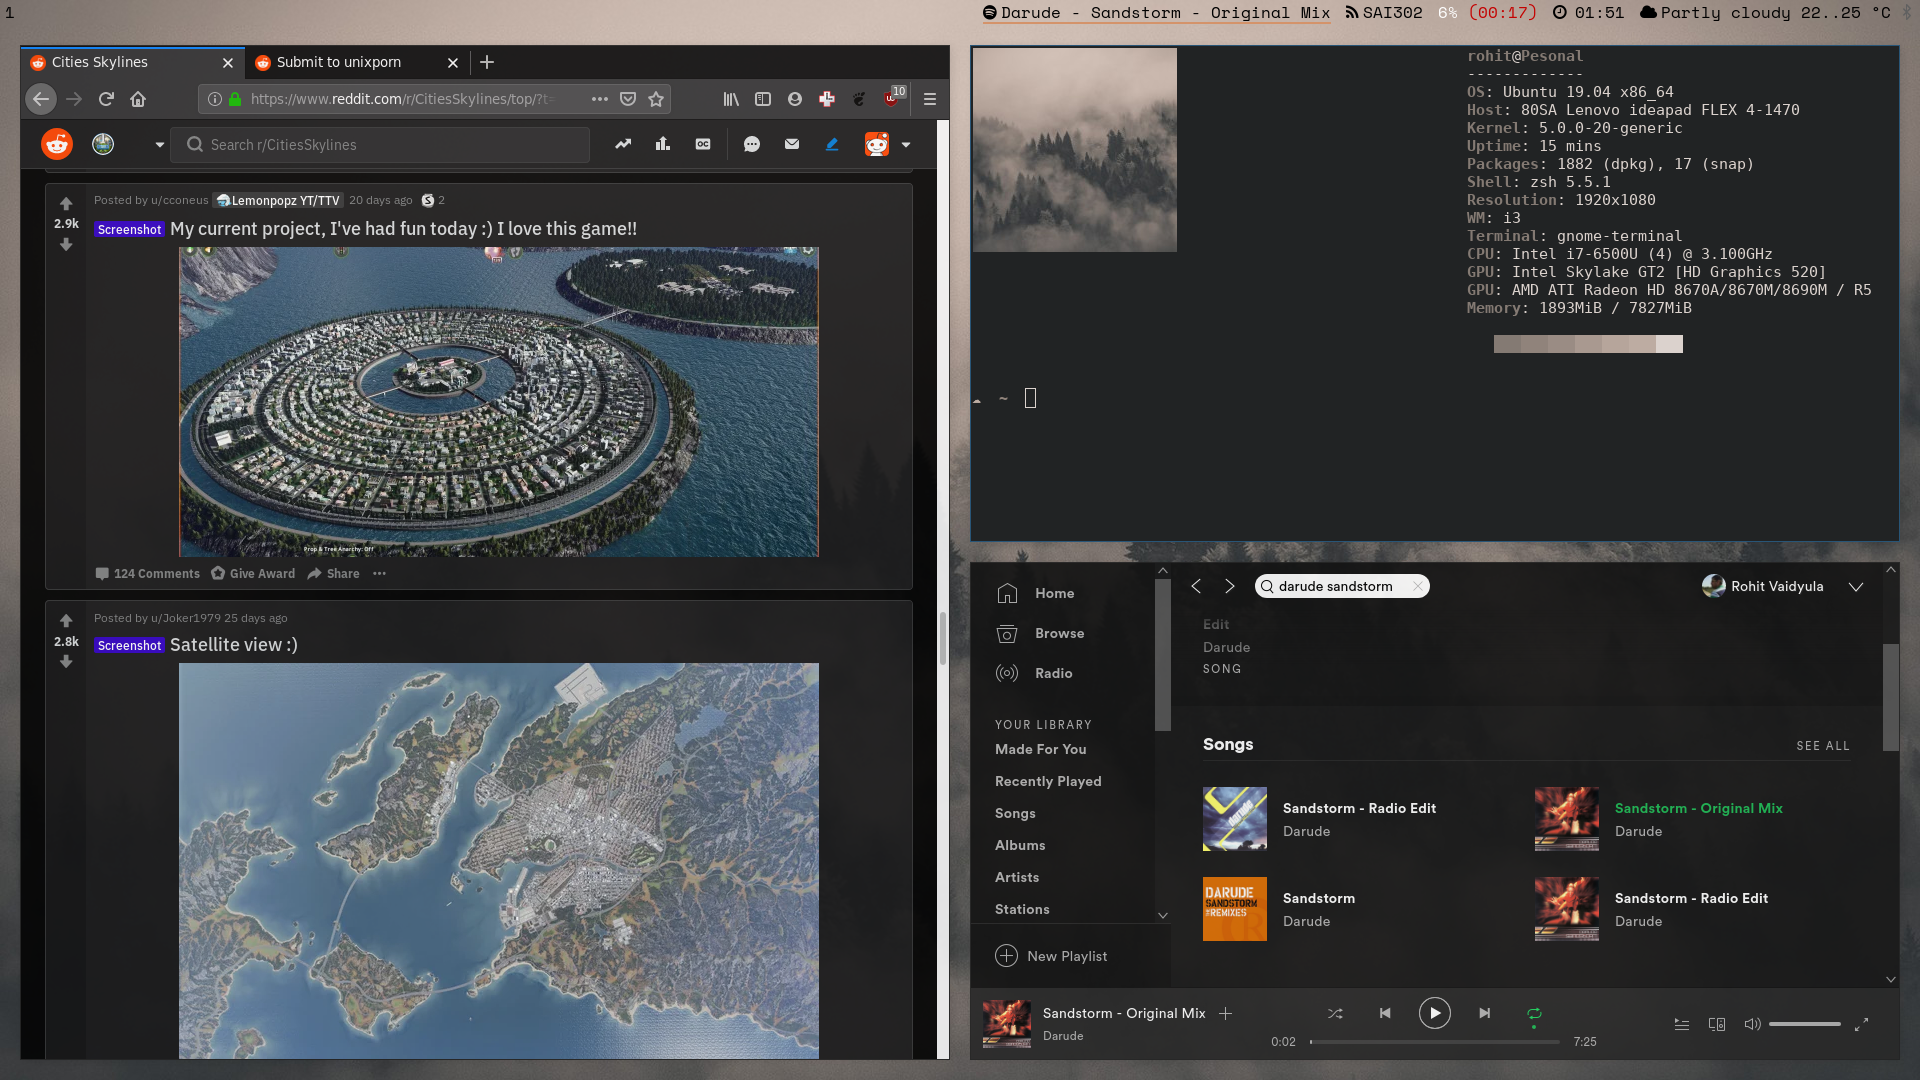 1
Darude - Sandstorm - Original Mix SAI302 6% (00:17) 01:51 Partly cloudy 22..25 °C
Cities Skylines
Submit to unixporn
https://www.reddit.com/r/CitiesSkylines/top/?t=
10
Search r/CitiesSkylines
Posted by u/cconeus Lemonpopz YT/TTV 20 days ago S 2
2.9k
Screenshot My current project, I've had fun today :) I love this game!!
Prop & Tree Anarchy: Off
124 Comments Give Award Share
Posted by u/Joker1979 25 days ago
2.8k
Screenshot Satellite view :)
rohit@Pesonal
-------------
OS: Ubuntu 19.04 x86_64
Host: 80SA Lenovo ideapad FLEX 4-1470
Kernel: 5.0.0-20-generic
Uptime: 15 mins
Packages: 1882 (dpkg), 17 (snap)
Shell: zsh 5.5.1
Resolution: 1920x1080
WM: i3
Terminal: gnome-terminal
CPU: Intel i7-6500U (4) @ 3.100GHz
GPU: Intel Skylake GT2 [HD Graphics 520]
GPU: AMD ATI Radeon HD 8670A/8670M/8690M / R5
Memory: 1893MiB / 7827MiB
~
Home
Browse
Radio
YOUR LIBRARY
Made For You
Recently Played
Songs
Albums
Artists
Stations
New Playlist
darude sandstorm
Rohit Vaidyula
Edit
Darude
SONG
Songs
SEE ALL
Sandstorm - Radio Edit
Darude
Sandstorm - Original Mix
Darude
DARUDE
SANDSTORM
#REMIXES
Sandstorm
Darude
Sandstorm - Radio Edit
Darude
Sandstorm - Original Mix
Darude
0:02
7:25